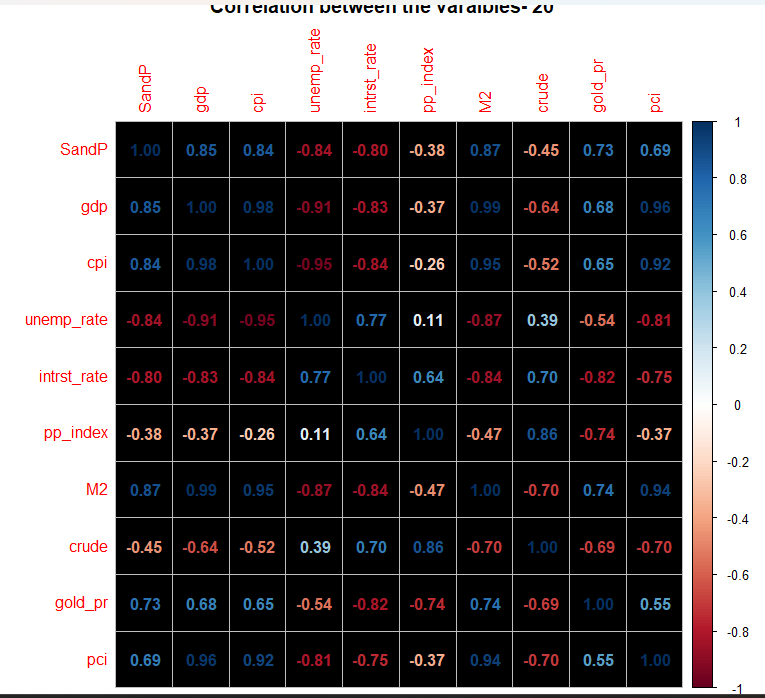 Correlation between the varaibles- 20
SandP gdp cpi unemp_rate intrst_rate pp_index M2 crude gold_pr pci
SandP 1.00 0.85 0.84 -0.84 -0.80 -0.38 0.87 -0.45 0.73 0.69
gdp 0.85 1.00 0.98 -0.91 -0.83 -0.37 0.99 -0.64 0.68 0.96
cpi 0.84 0.98 1.00 -0.95 -0.84 -0.26 0.95 -0.52 0.65 0.92
unemp_rate -0.84 -0.91 -0.95 1.00 0.77 0.11 -0.87 0.39 -0.54 -0.81
intrst_rate -0.80 -0.83 -0.84 0.77 1.00 0.64 -0.84 0.70 -0.82 -0.75
pp_index -0.38 -0.37 -0.26 0.11 0.64 1.00 -0.47 0.86 -0.74 -0.37
M2 0.87 0.99 0.95 -0.87 -0.84 -0.47 1.00 -0.70 0.74 0.94
crude -0.45 -0.64 -0.52 0.39 0.70 0.86 -0.70 1.00 -0.69 -0.70
gold_pr 0.73 0.68 0.65 -0.54 -0.82 -0.74 0.74 -0.69 1.00 0.55
pci 0.69 0.96 0.92 -0.81 -0.75 -0.37 0.94 -0.70 0.55 1.00
1
0.8
0.6
0.4
0.2
0
-0.2
-0.4
-0.6
-0.8
-1